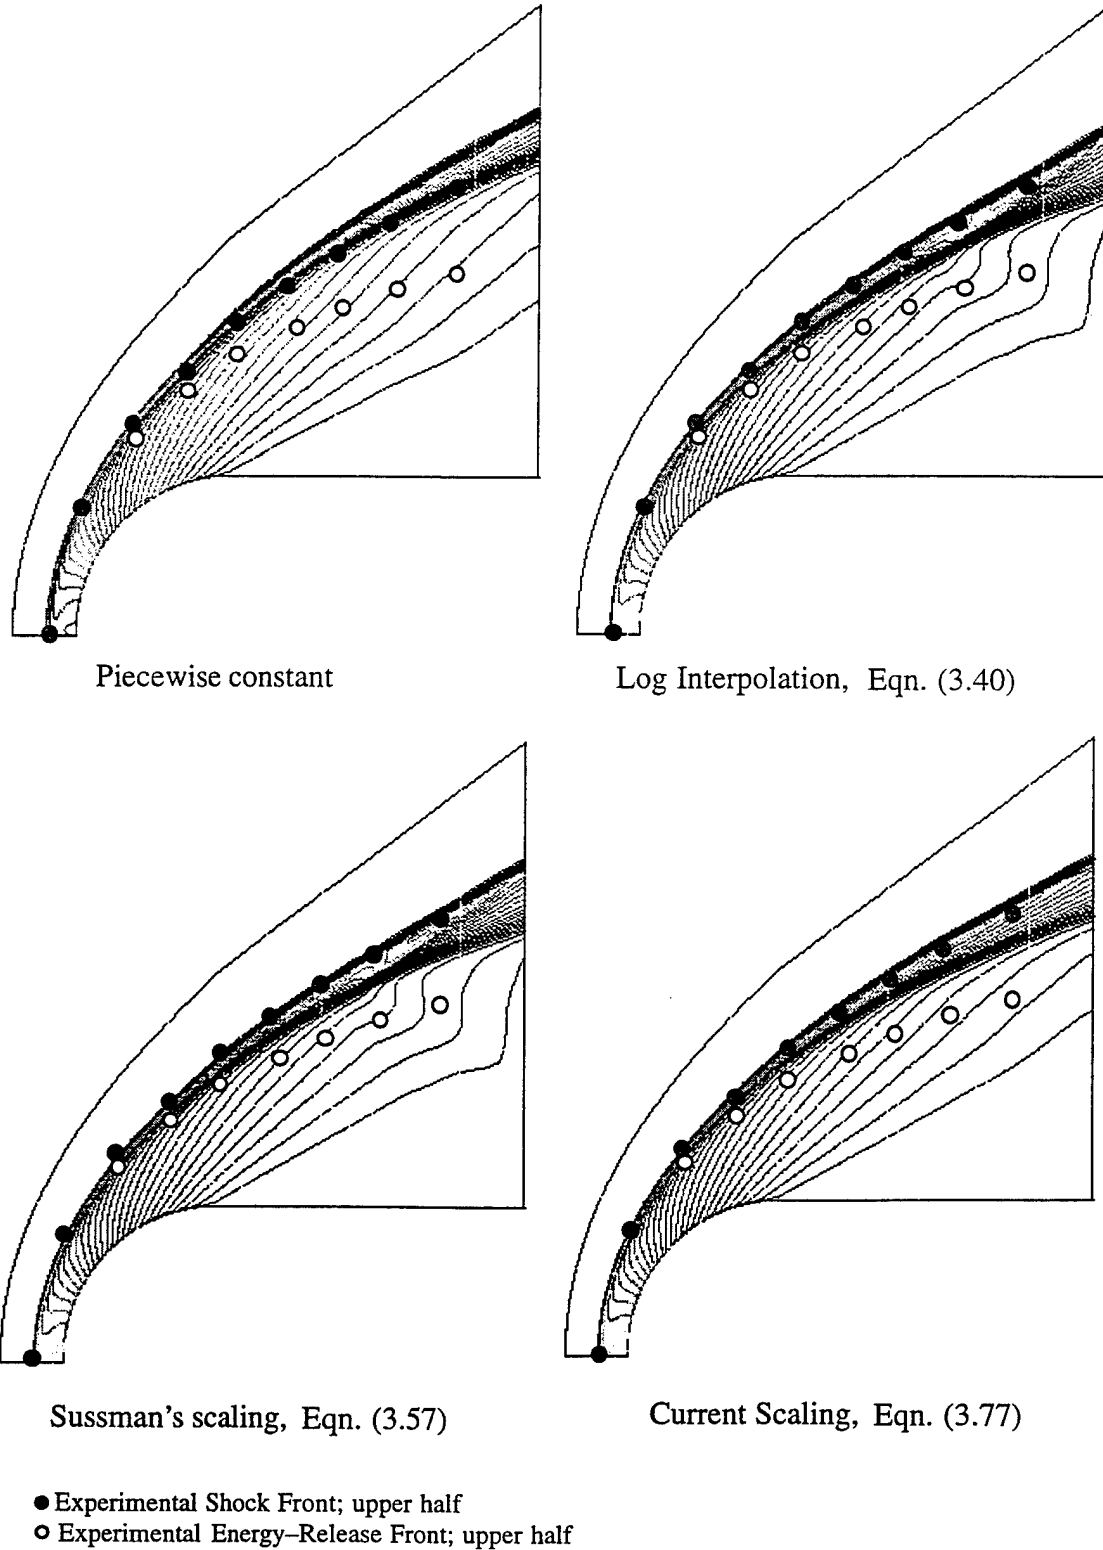 Piecewise constant
Log Interpolation, Eqn. (3.40)
Sussman's scaling, Eqn. (3.57)
Current Scaling, Eqn. (3.77)
● Experimental Shock Front; upper half
○ Experimental Energy–Release Front; upper half